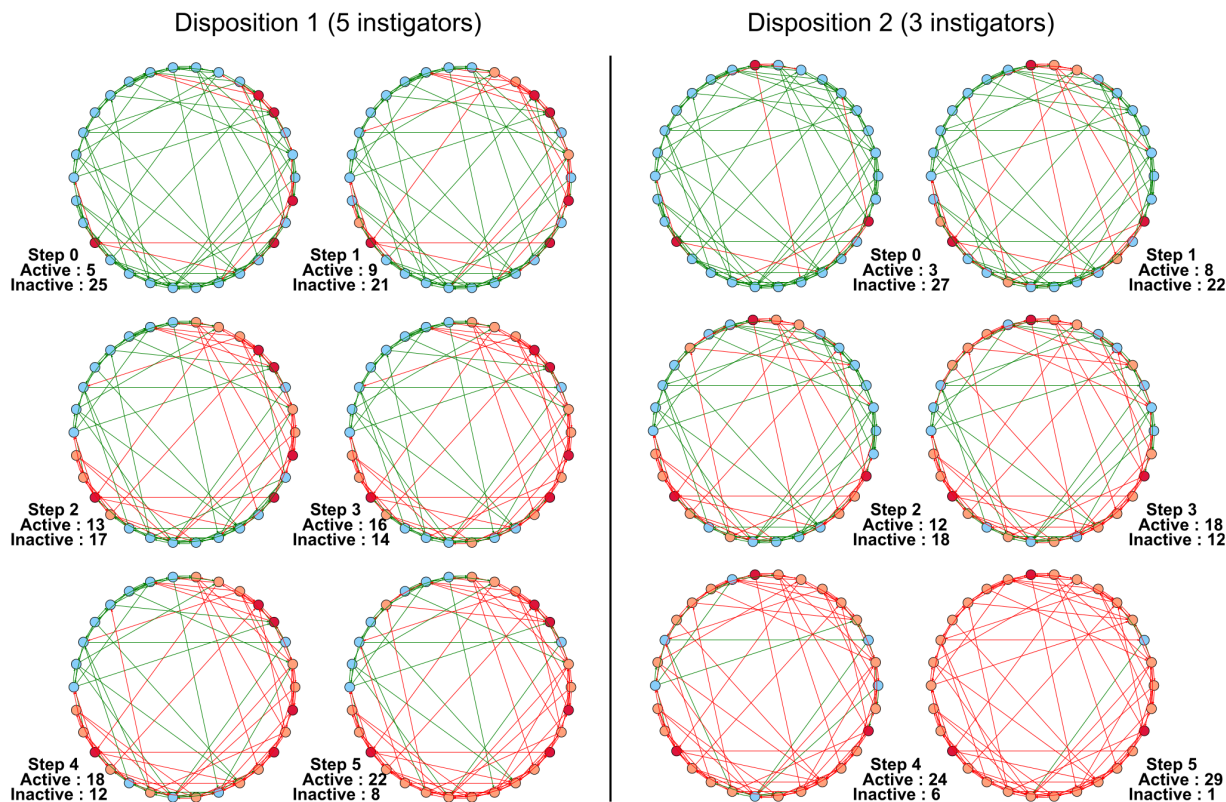 Disposition 1 (5 instigators)
Disposition 2 (3 instigators)
Step 0
Active : 5
Inactive : 25
Step 1
Active : 9
Inactive : 21
Step 0
Active : 3
Inactive : 27
Step 1
Active : 8
Inactive : 22
Step 2
Active : 13
Inactive : 17
Step 3
Active : 16
Inactive : 14
Step 2
Active : 12
Inactive : 18
Step 3
Active : 18
Inactive : 12
Step 4
Active : 18
Inactive : 12
Step 5
Active : 22
Inactive : 8
Step 4
Active : 24
Inactive : 6
Step 5
Active : 29
Inactive : 1